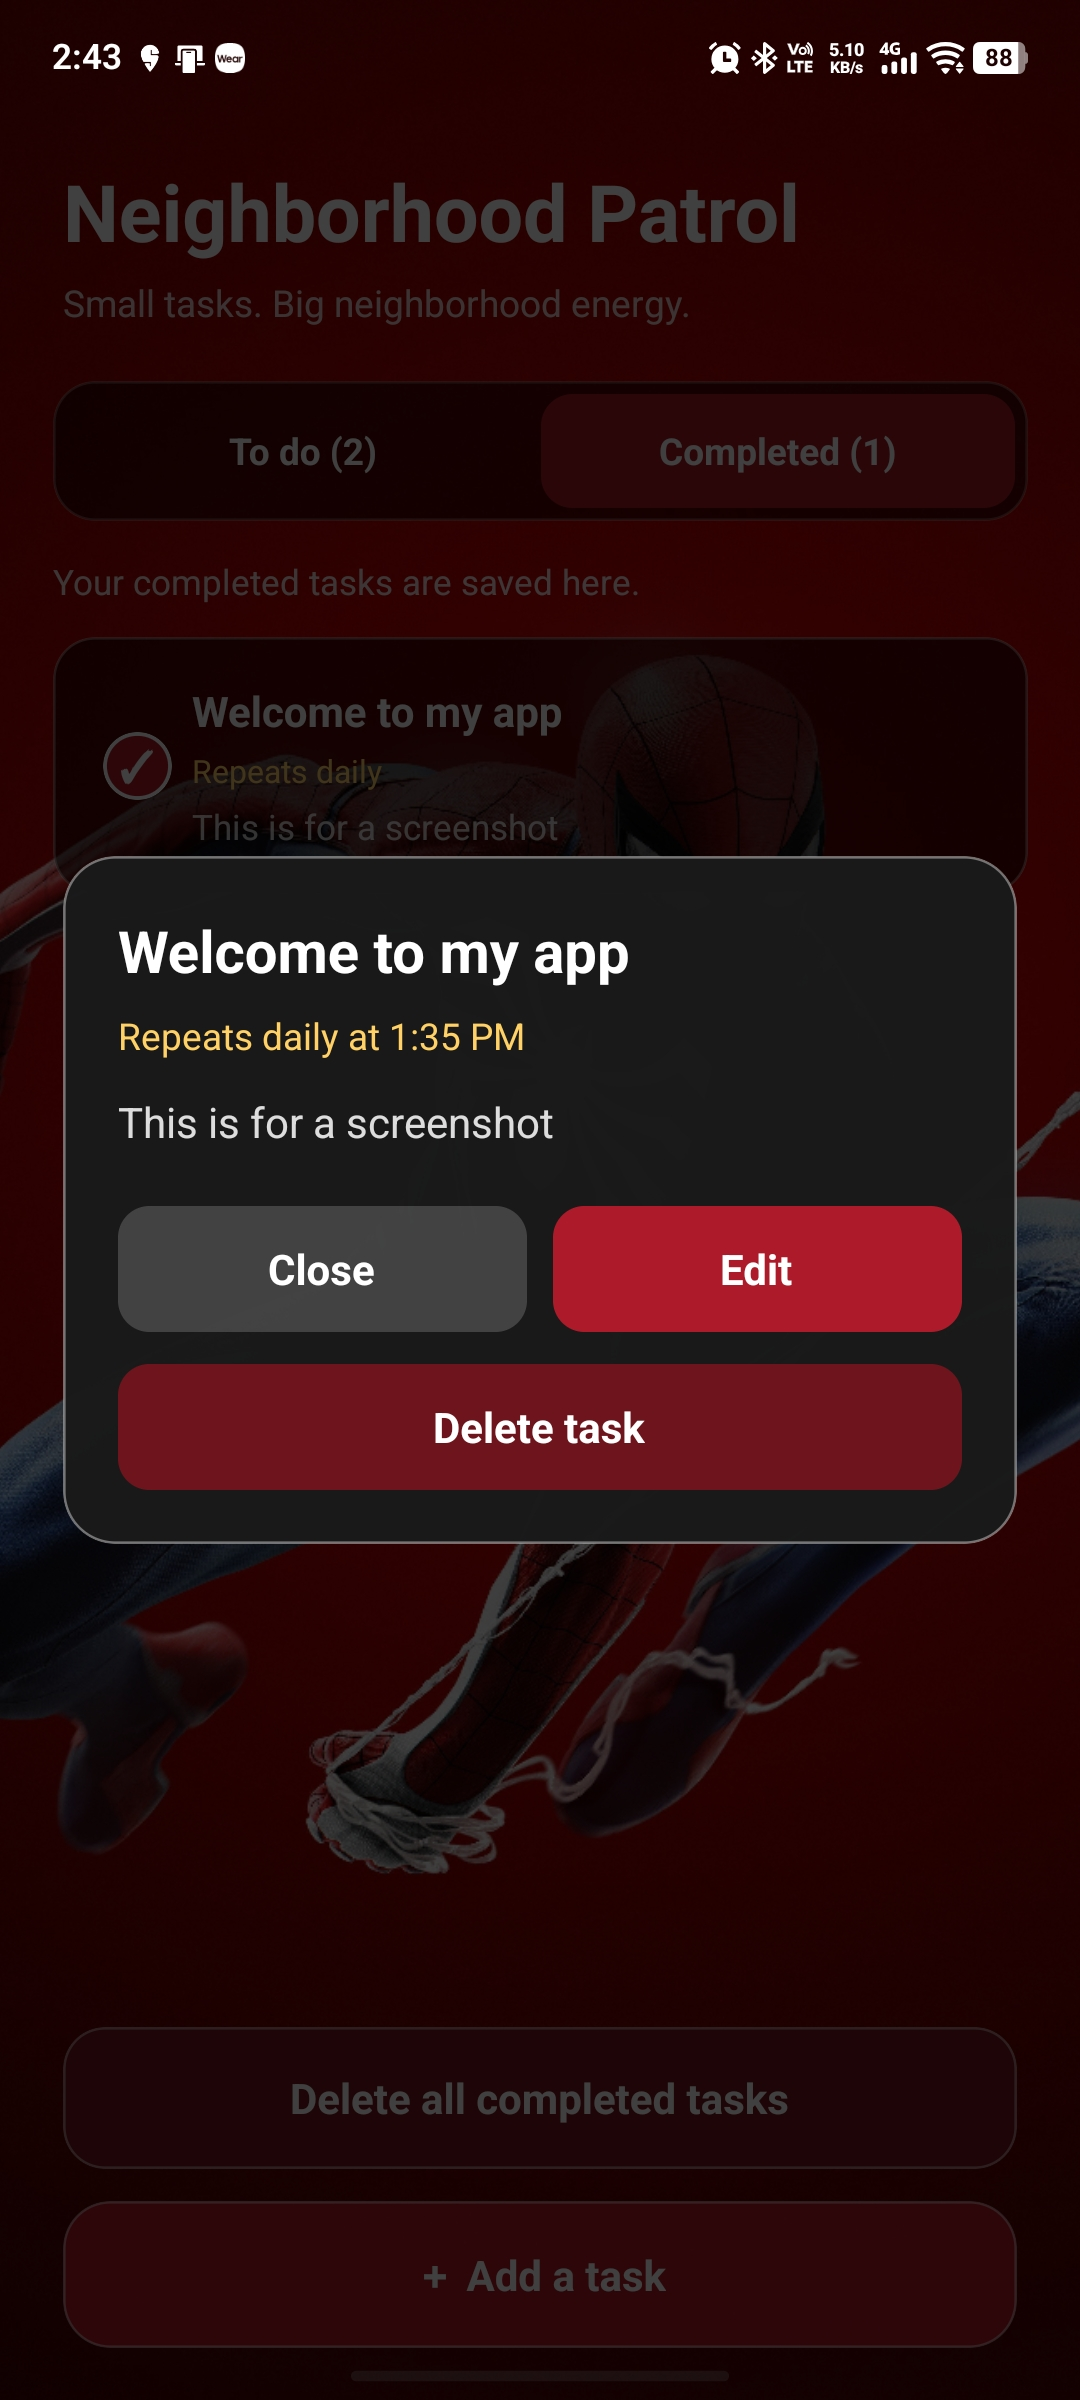 2:43 Wear Vo)) LTE 5.10 KB/s 4G 88
Neighborhood Patrol
Small tasks. Big neighborhood energy.
To do (2) Completed (1)
Your completed tasks are saved here.
Welcome to my app
Repeats daily
This is for a screenshot
Welcome to my app
Repeats daily at 1:35 PM
This is for a screenshot
Close Edit
Delete task
Delete all completed tasks
+ Add a task